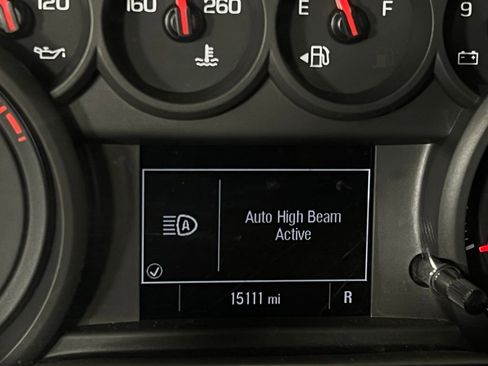 120 160 260 E F 9
A
Auto High Beam
Active
15111 mi R